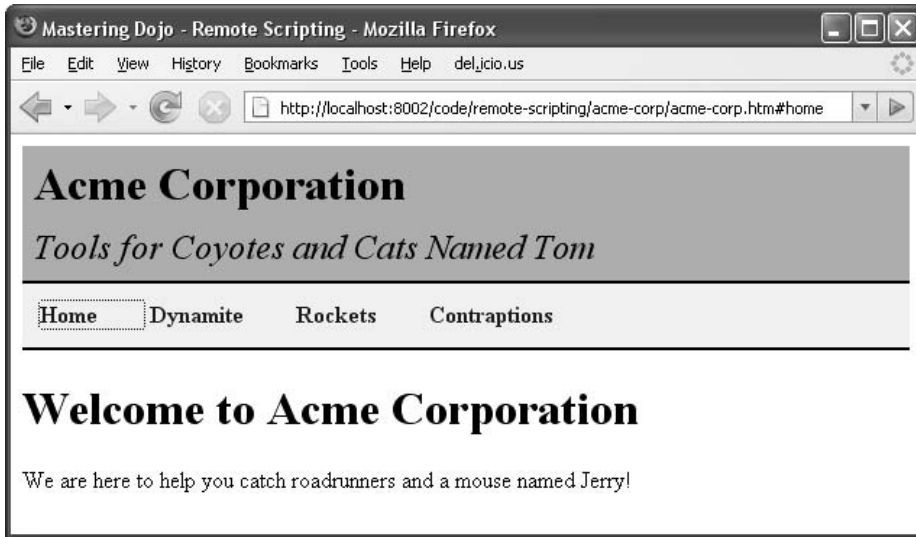 Mastering Dojo - Remote Scripting - Mozilla Firefox
File Edit View History Bookmarks Tools Help del.icio.us
http://localhost:8002/code/remote-scripting/acme-corp/acme-corp.htm#home
Acme Corporation
Tools for Coyotes and Cats Named Tom
Home Dynamite Rockets Contraptions
Welcome to Acme Corporation
We are here to help you catch roadrunners and a mouse named Jerry!